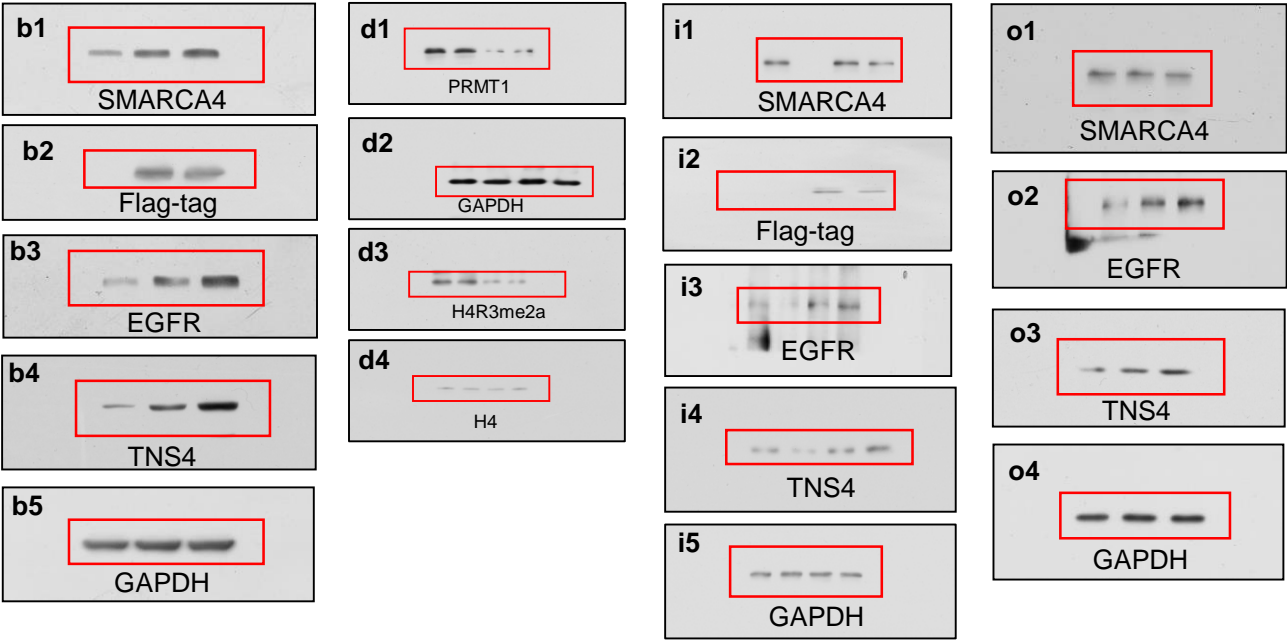 b1
SMARCA4
b2
Flag-tag
b3
EGFR
b4
TNS4
b5
GAPDH
d1
PRMT1
d2
GAPDH
d3
H4R3me2a
d4
H4
i1
SMARCA4
i2
Flag-tag
i3
EGFR
i4
TNS4
i5
GAPDH
o1
SMARCA4
o2
EGFR
o3
TNS4
o4
GAPDH